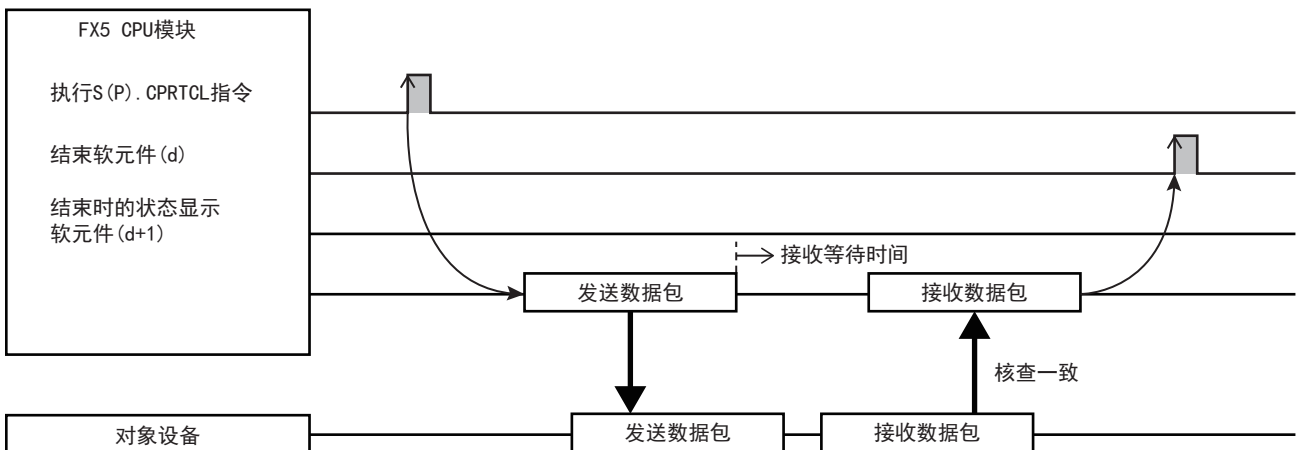 FX5 CPU模块
执行S(P).CPRTCL指令
结束软元件(d)
结束时的状态显示
软元件(d+1)
接收等待时间
发送数据包
接收数据包
核查一致
对象设备
发送数据包
接收数据包